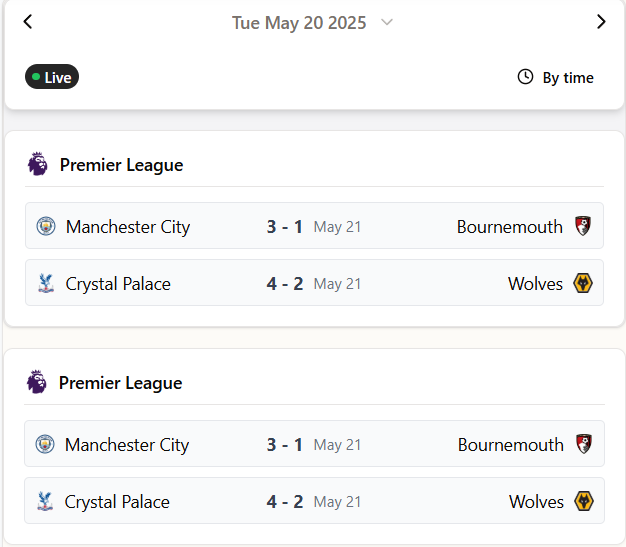 Tue May 20 2025
Live
By time
Premier League
Manchester City 3 - 1 May 21 Bournemouth
Crystal Palace 4 - 2 May 21 Wolves
Premier League
Manchester City 3 - 1 May 21 Bournemouth
Crystal Palace 4 - 2 May 21 Wolves